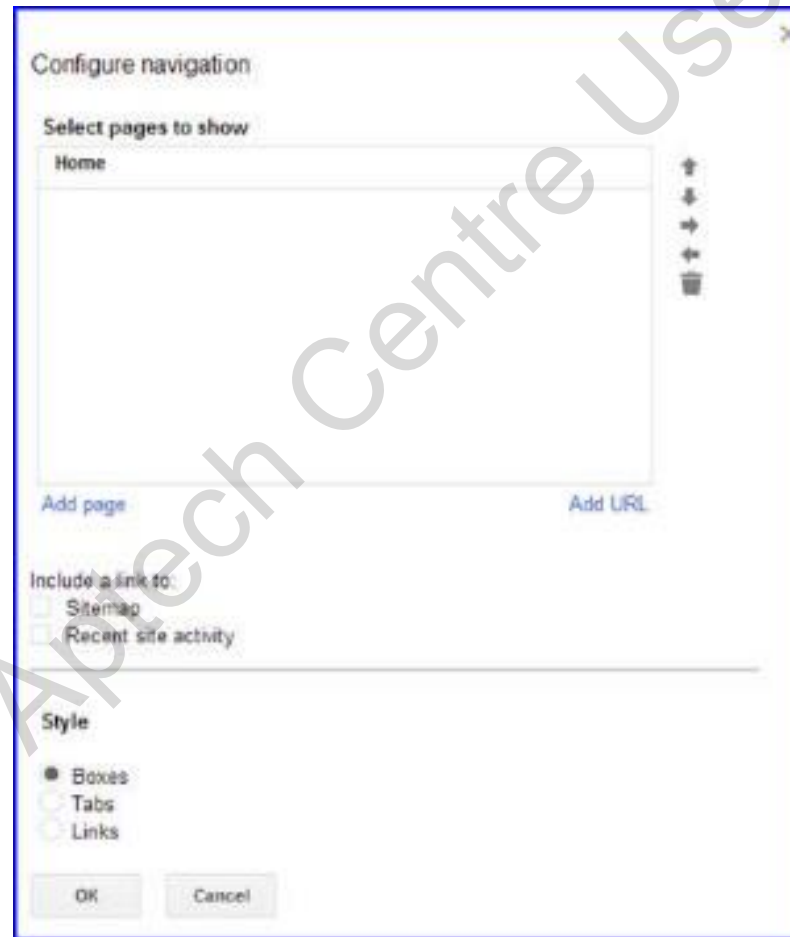 Configure navigation
Select pages to show
Home
Add page
Add URL
Include a link to:
Sitemap
Recent site activity
Style
Boxes
Tabs
Links
OK
Cancel
Aptech Centre Use